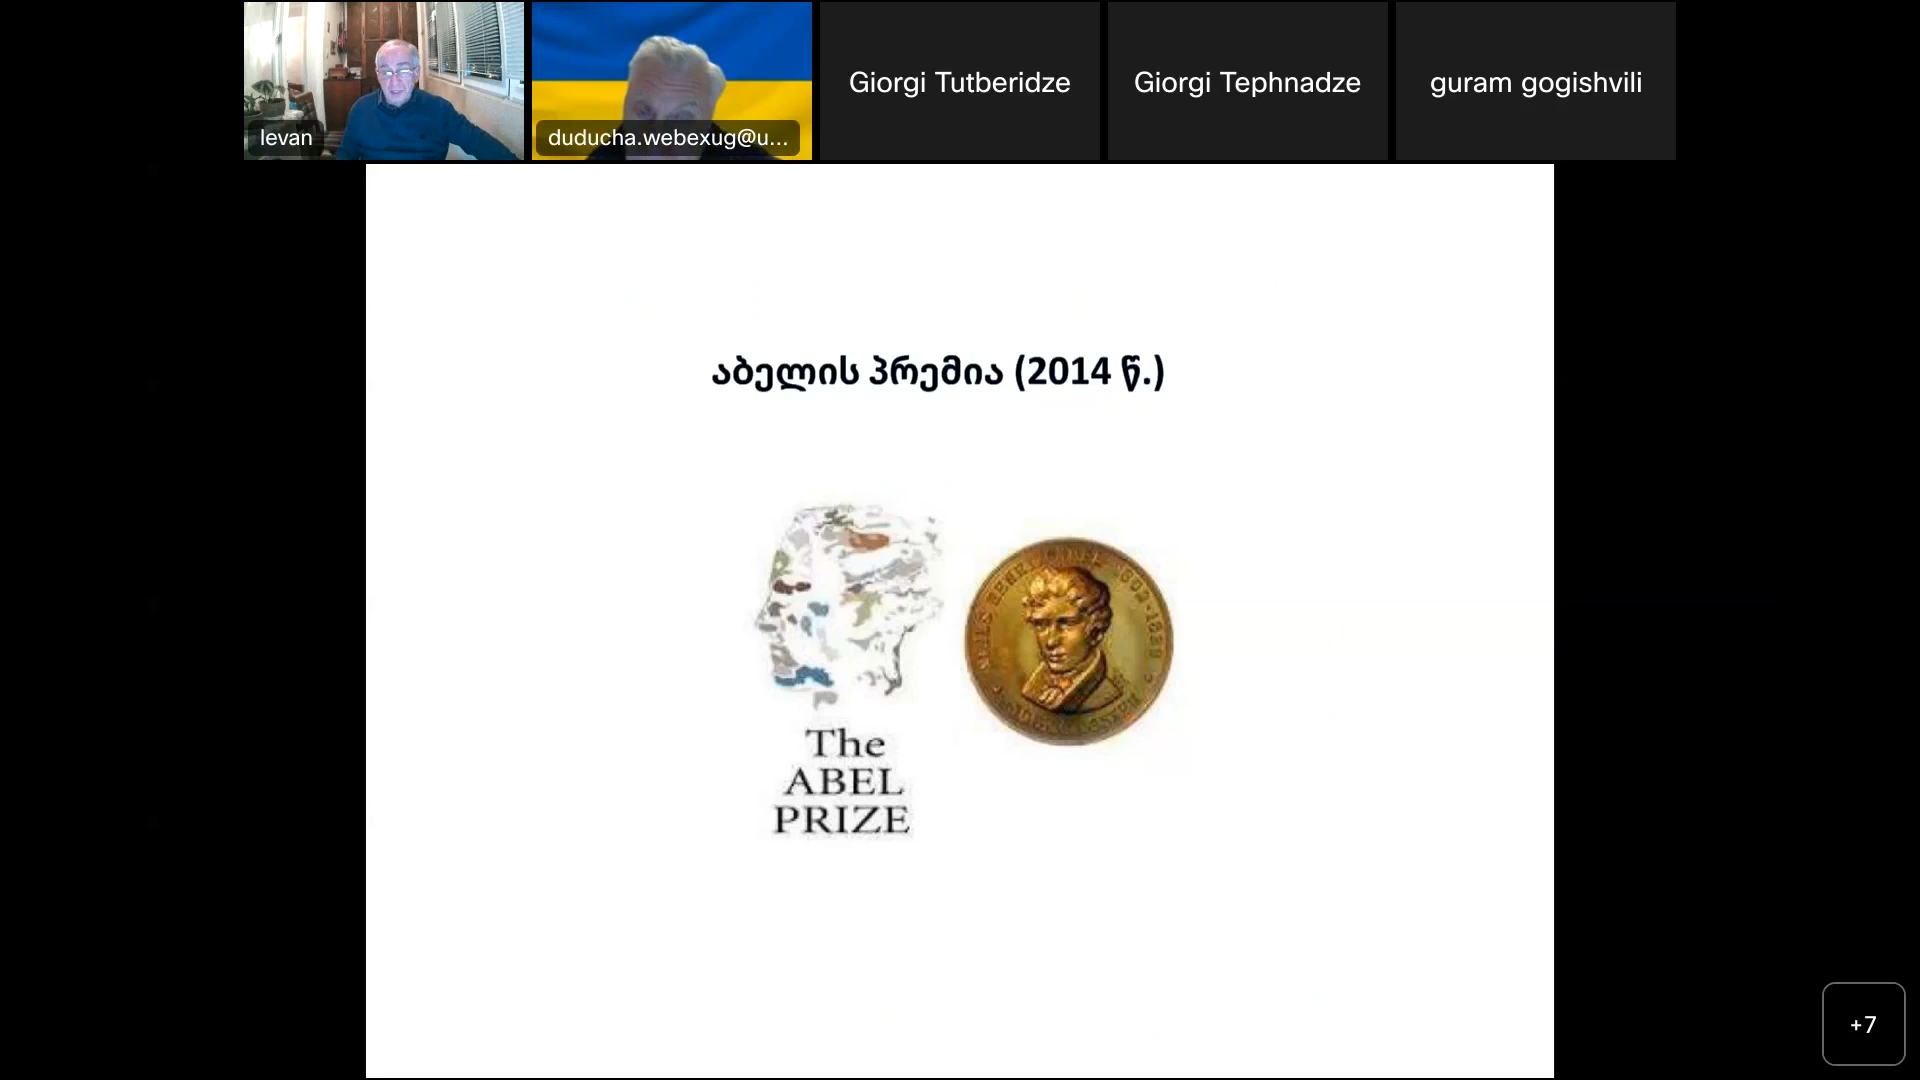 levan
duducha.webexug@u...
Giorgi Tutberidze
Giorgi Tephnadze
guram gogishvili
აბელის პრემია (2014 წ.)
The
ABEL
PRIZE
+7